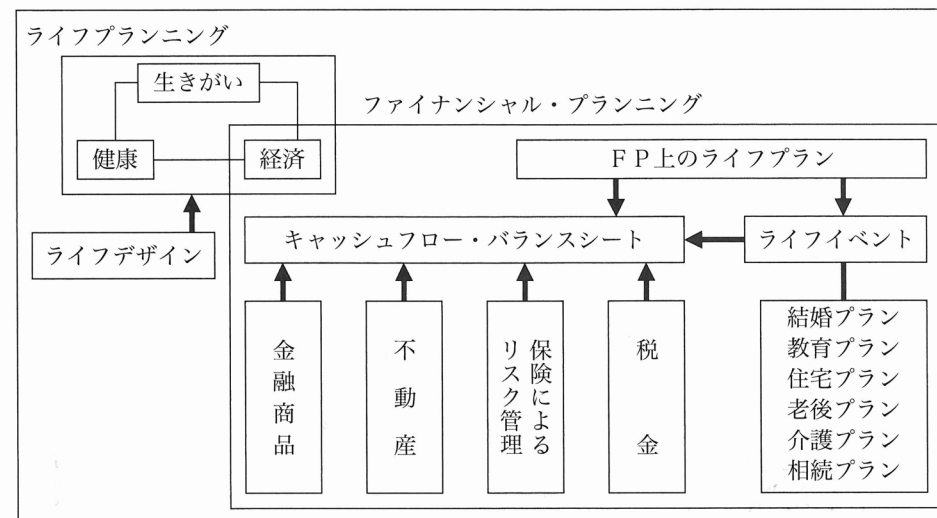 ライフプランニング
生きがい
健康
経済
ライフデザイン
ファイナンシャル・プランニング
ＦＰ上のライフプラン
キャッシュフロー・バランスシート
ライフイベント
金融商品
不動産
保険による
リスク管理
税金
結婚プラン
教育プラン
住宅プラン
老後プラン
介護プラン
相続プラン